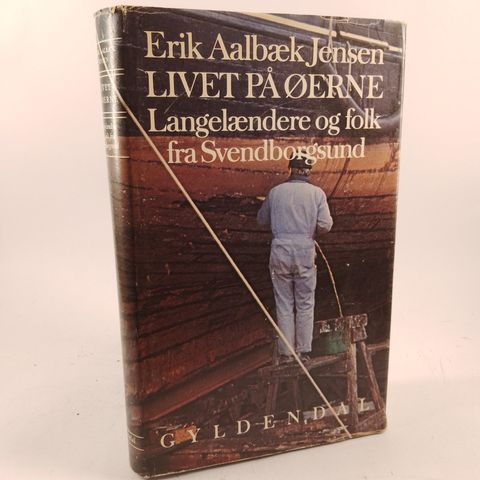 Erik Aalbæk Jensen
LIVET PÅ ØERNE
Langelændere og folk
fra Svendborgsund
GYLDENDAL